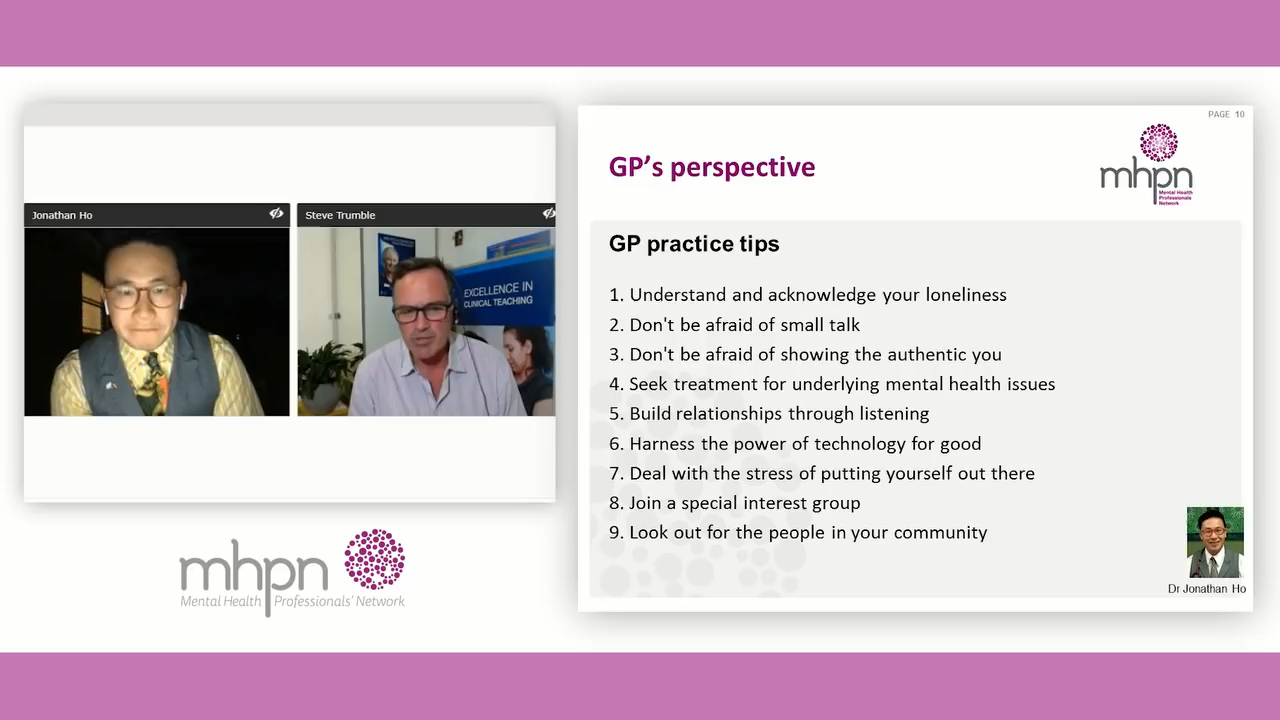 Jonathan Ho
Steve Trumble
EXCELLENCE IN
CLINICAL TEACHING
mhpn
Mental Health Professionals' Network
PAGE 10
GP's perspective
mhpn
Mental Health
Professionals
Network
GP practice tips
1. Understand and acknowledge your loneliness
2. Don't be afraid of small talk
3. Don't be afraid of showing the authentic you
4. Seek treatment for underlying mental health issues
5. Build relationships through listening
6. Harness the power of technology for good
7. Deal with the stress of putting yourself out there
8. Join a special interest group
9. Look out for the people in your community
Dr Jonathan Ho